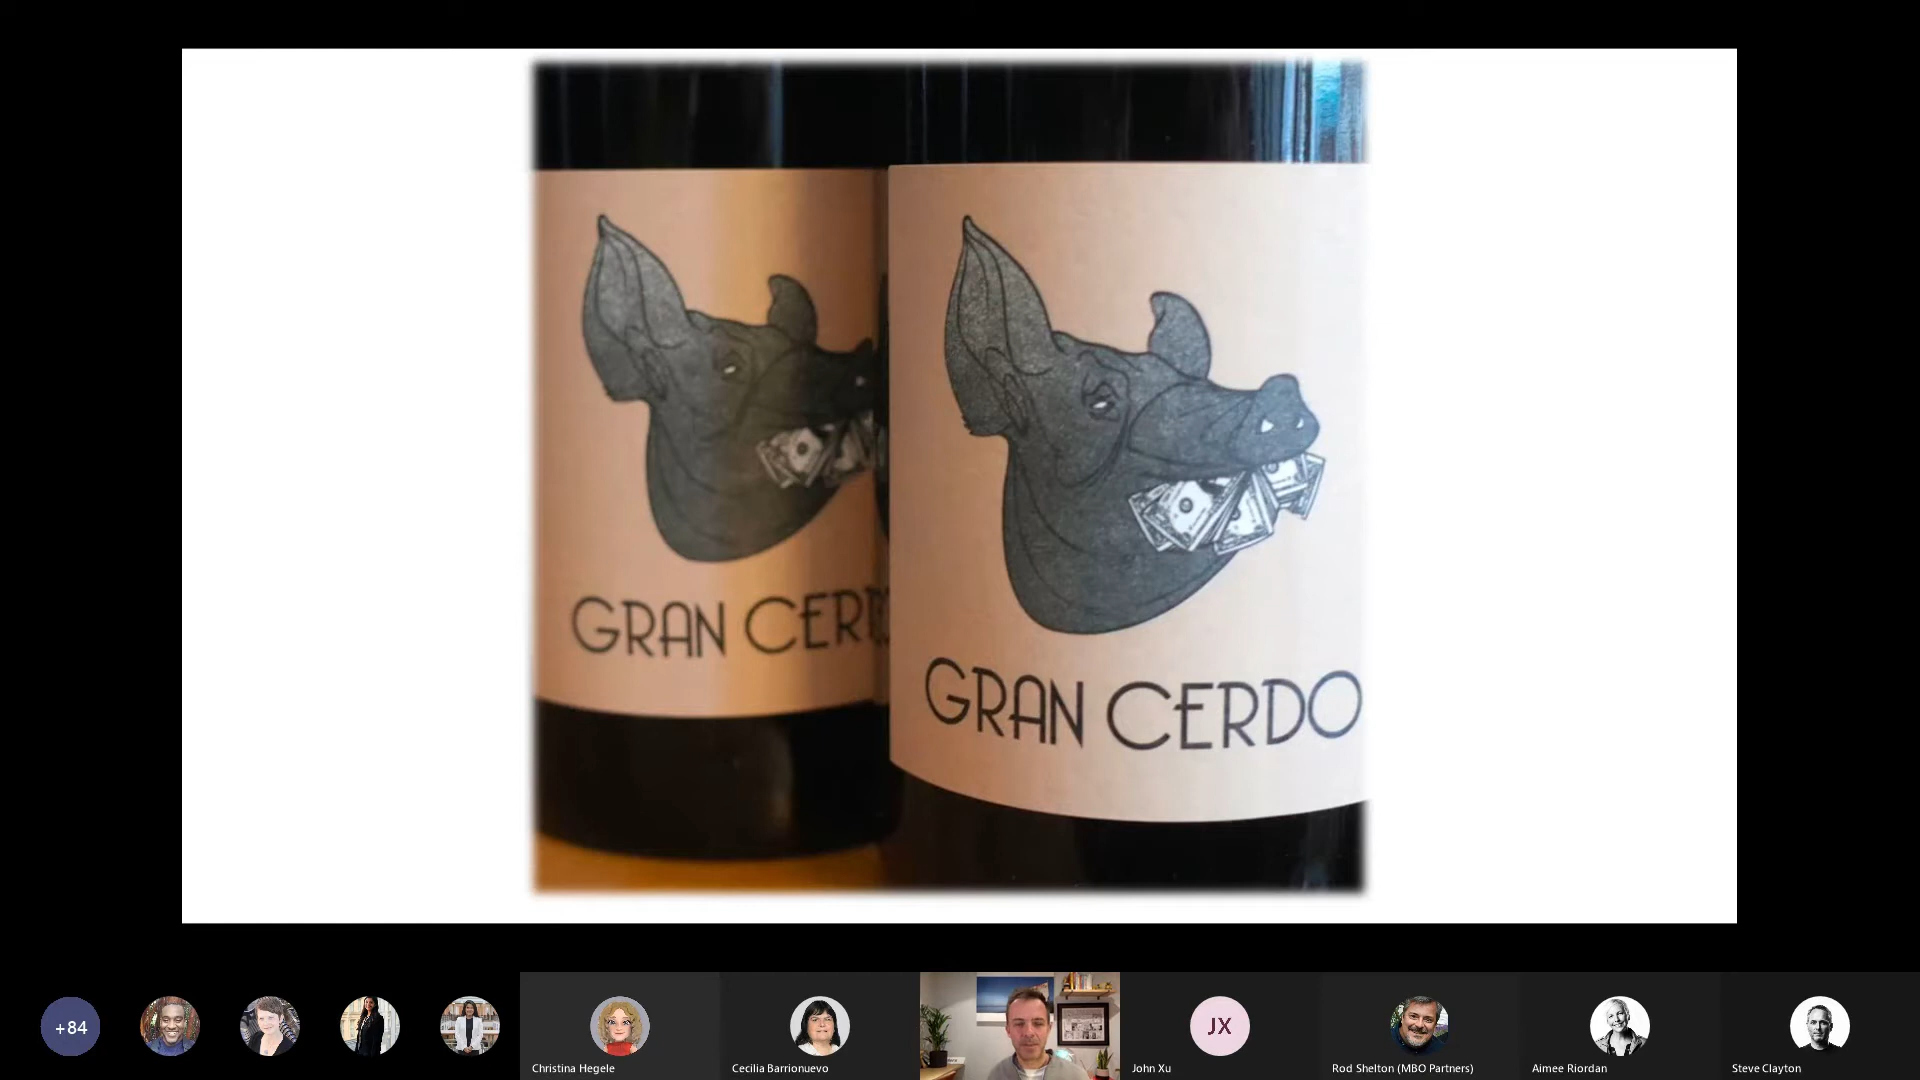 GRAN CERDO
GRAN CERDO
+84
Christina Hegele
Cecilia Barrionuevo
JX
John Xu
Rod Shelton (MBO Partners)
Aimee Riordan
Steve Clayton